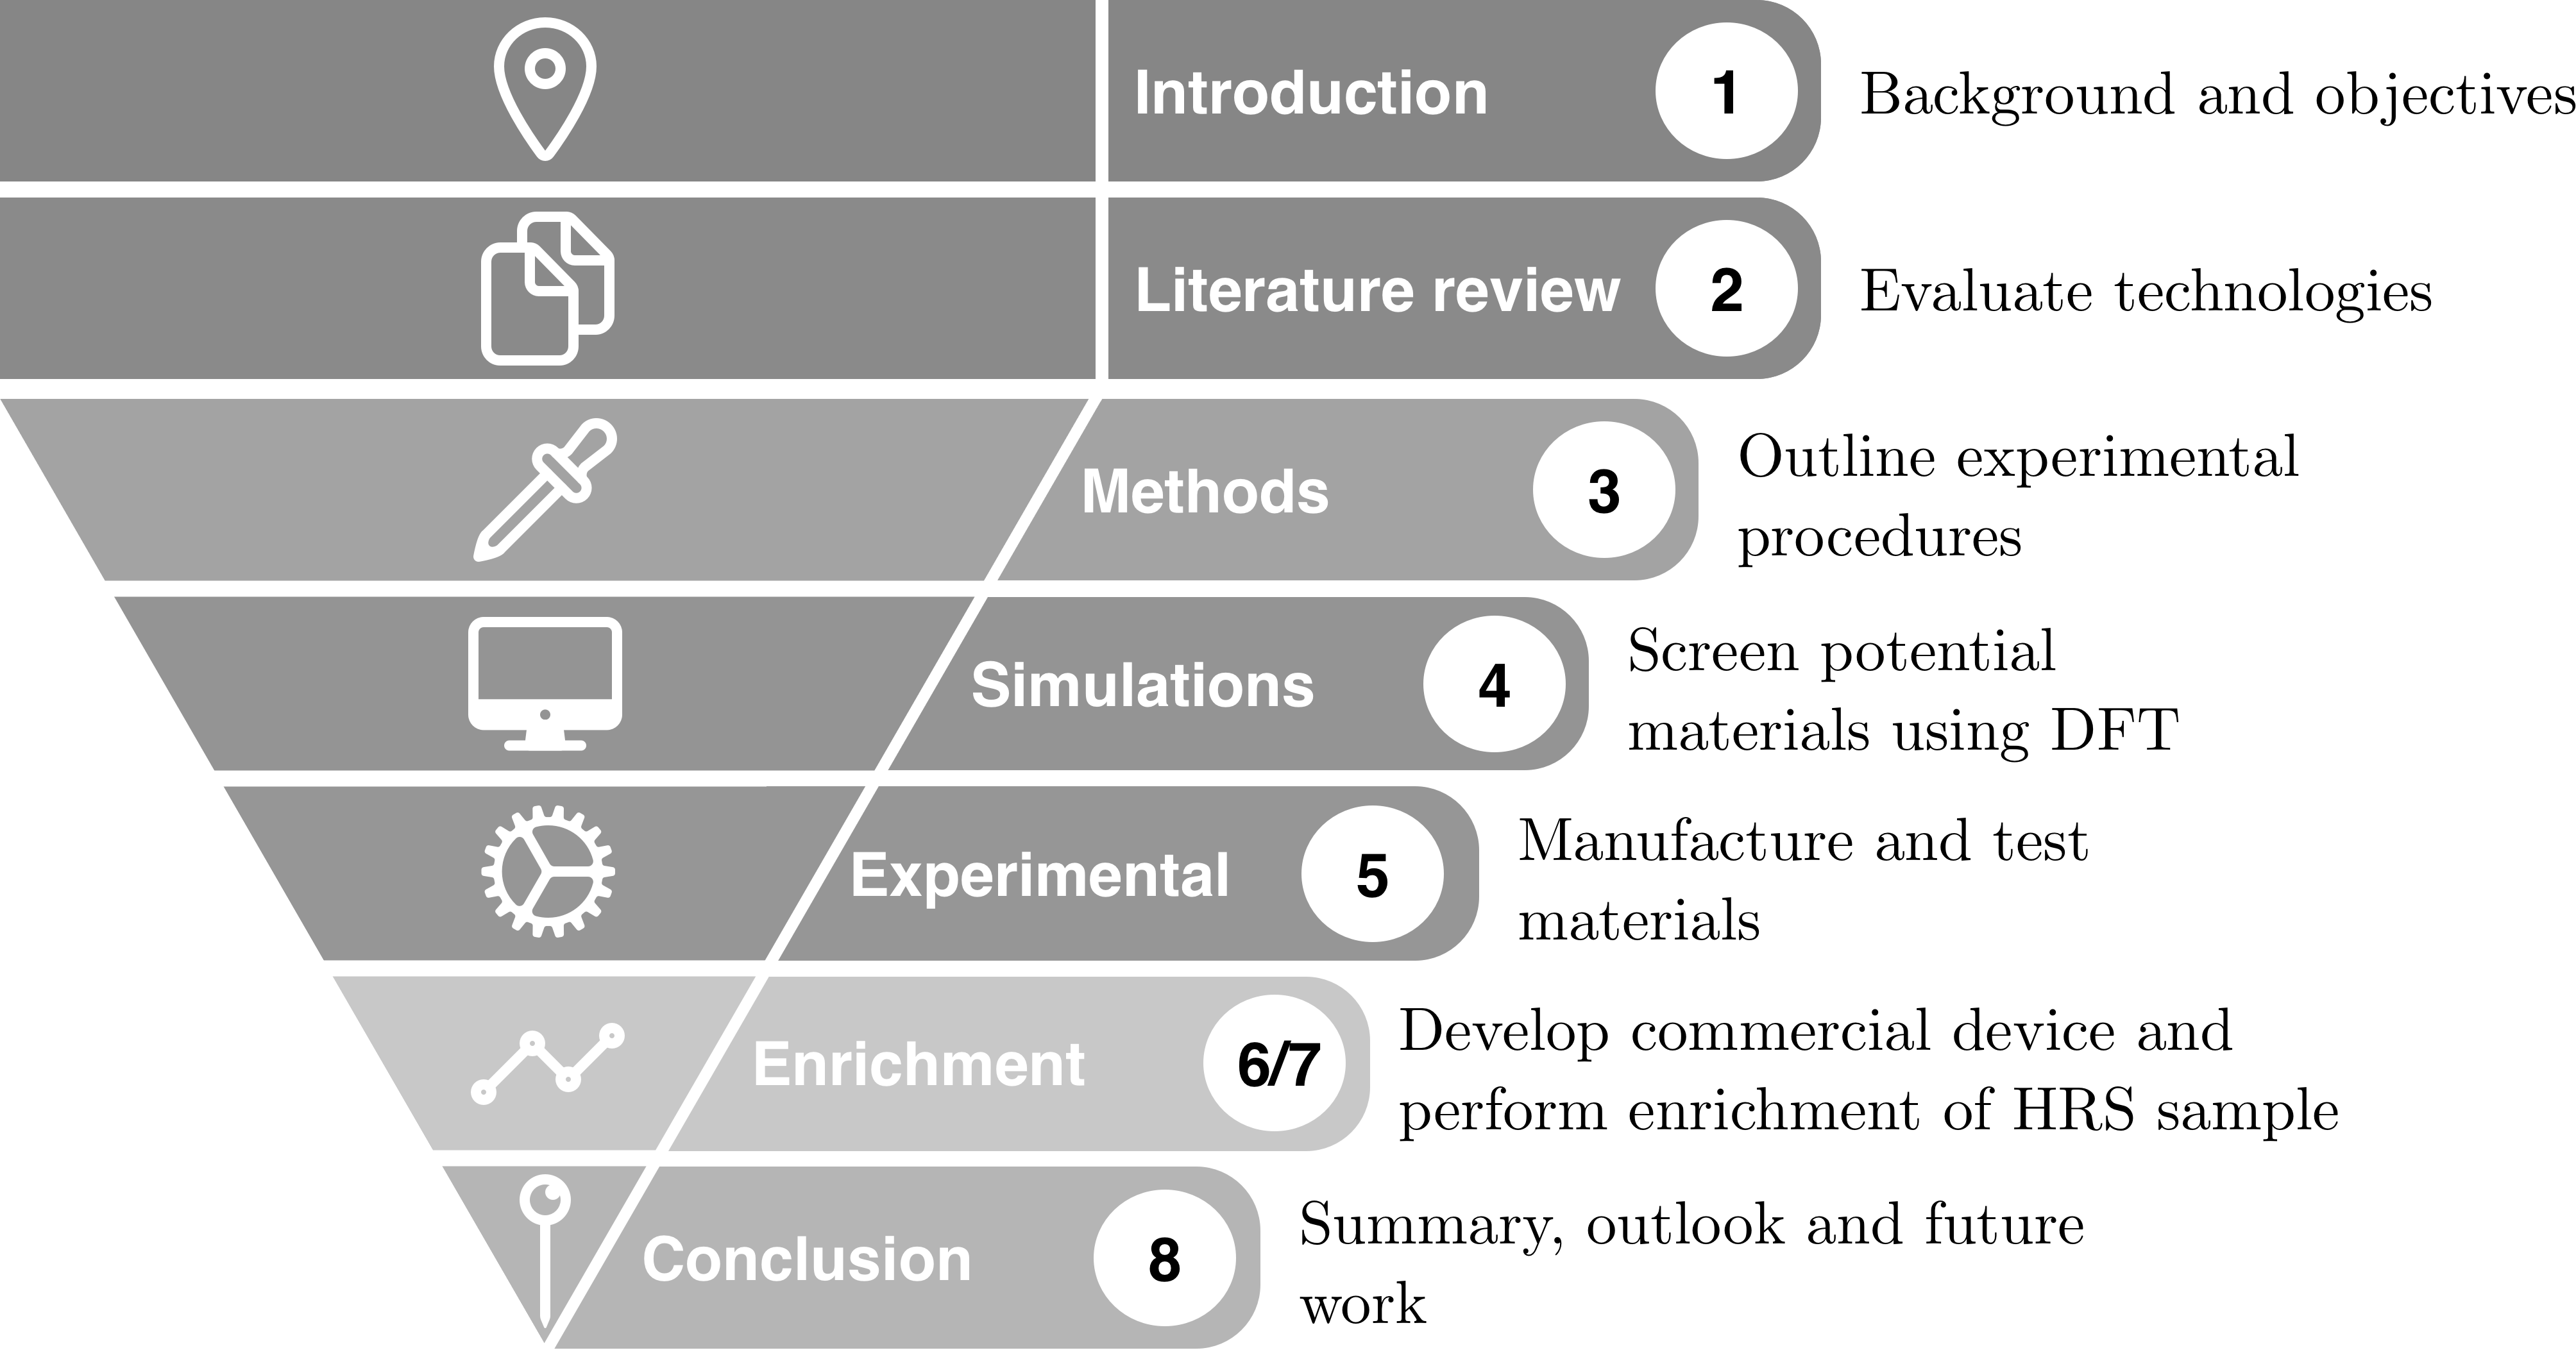 Introduction 1 Background and objectives
Literature review 2 Evaluate technologies
Methods 3 Outline experimental
procedures
Simulations 4 Screen potential
materials using DFT
Experimental 5 Manufacture and test
materials
Enrichment 6/7 Develop commercial device and
perform enrichment of HRS sample
Conclusion 8 Summary, outlook and future
work